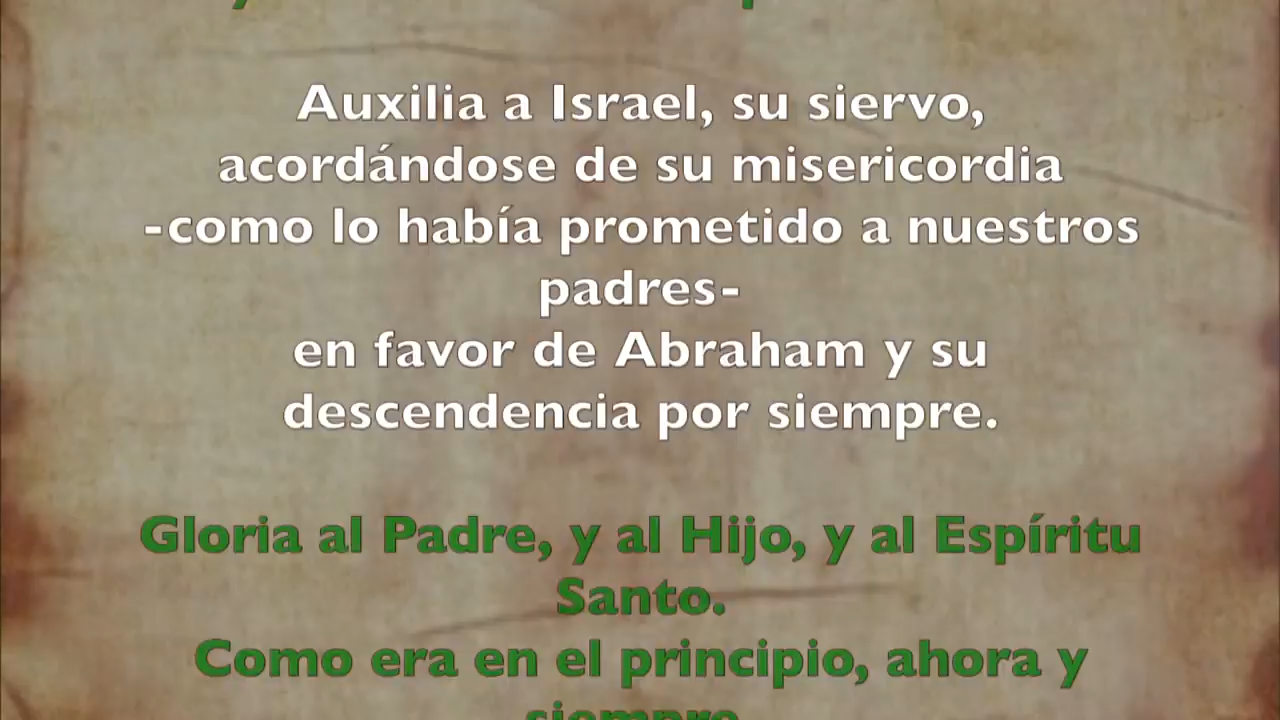 Auxilia a Israel, su siervo,
acordándose de su misericordia
-como lo había prometido a nuestros
padres-
en favor de Abraham y su
descendencia por siempre.
Gloria al Padre, y al Hijo, y al Espíritu
Santo.
Como era en el principio, ahora y
siempre